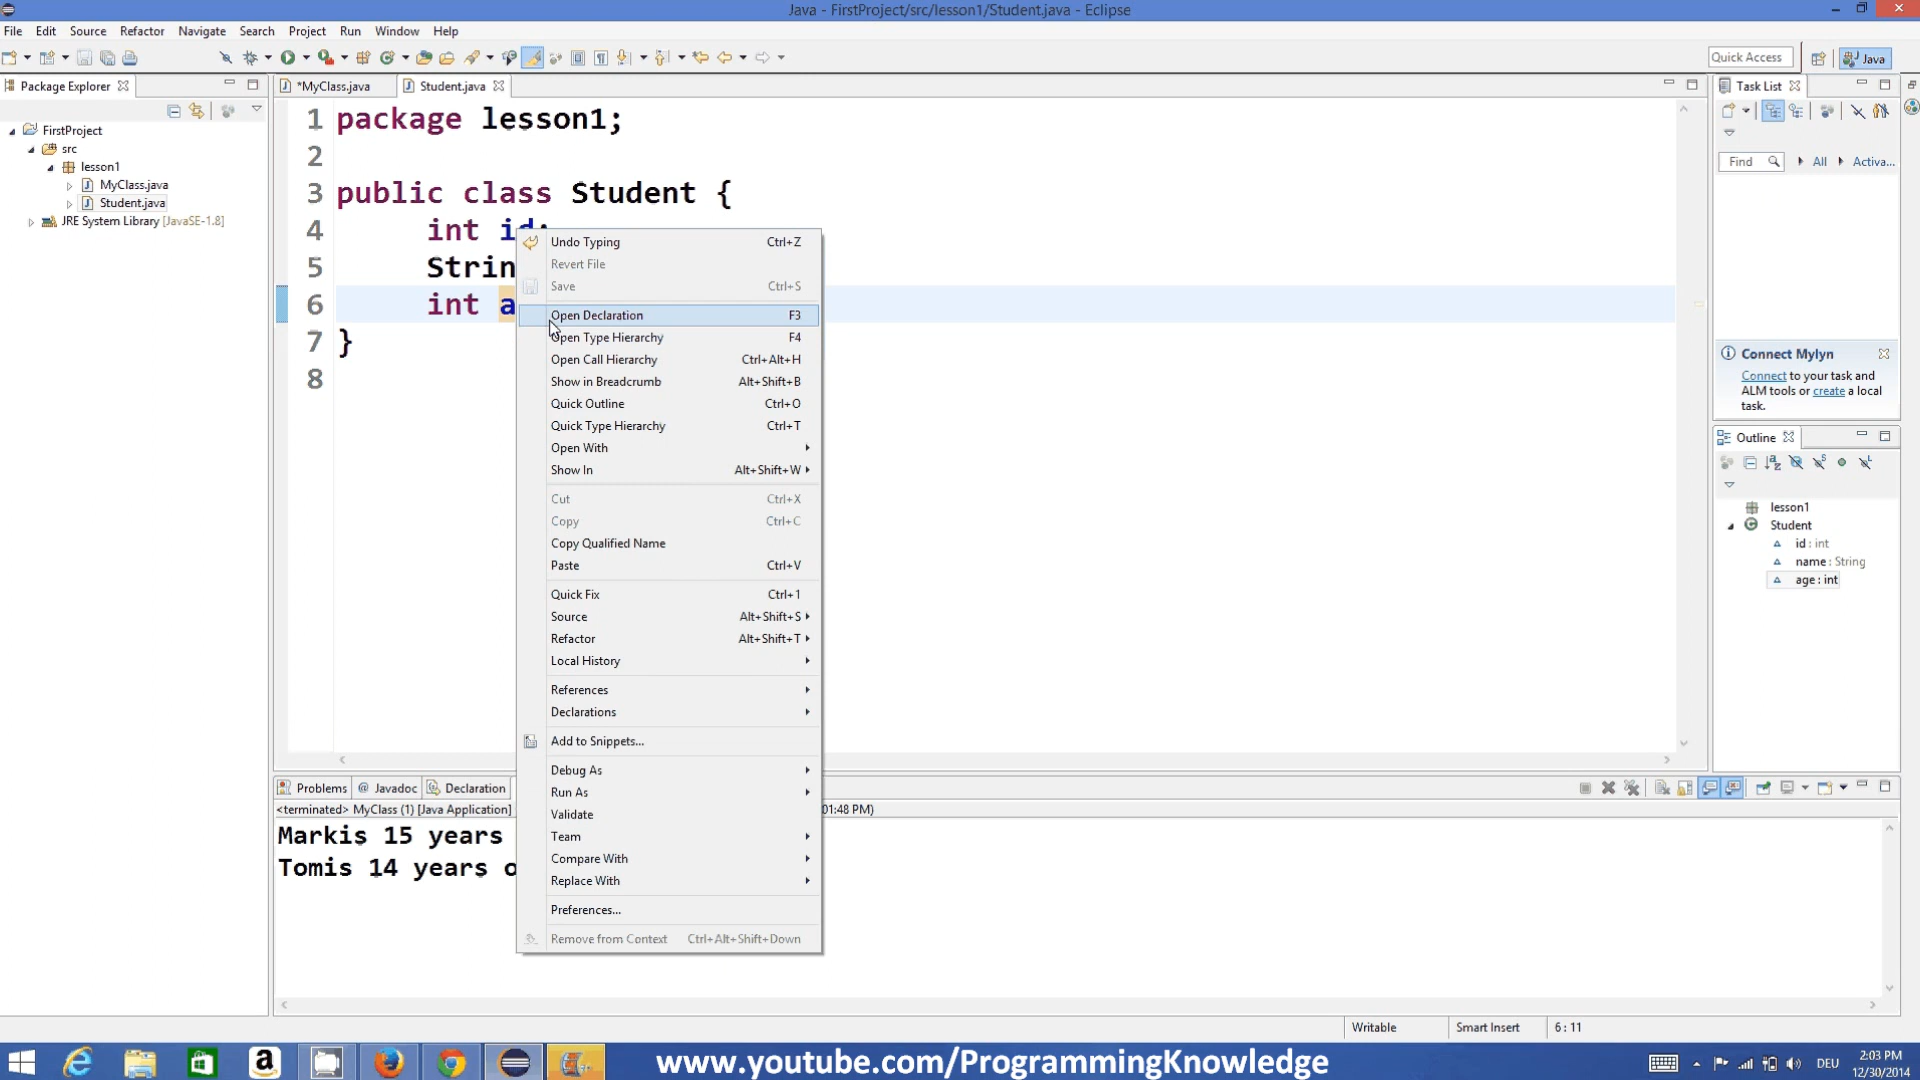 Java - FirstProject/src/lesson1/Student.java - Eclipse
File Edit Source Refactor Navigate Search Project Run Window Help
Quick Access
Java
Package Explorer
*MyClass.java
Student.java
Task List
FirstProject
src
lesson1
MyClass.java
Student.java
JRE System Library [JavaSE-1.8]
1 package lesson1;
2
3 public class Student {
4 int id;
5 Strin
6 int a
7 }
8
Undo Typing Ctrl+Z
Revert File
Save Ctrl+S
Open Declaration F3
Open Type Hierarchy F4
Open Call Hierarchy Ctrl+Alt+H
Show in Breadcrumb Alt+Shift+B
Quick Outline Ctrl+O
Quick Type Hierarchy Ctrl+T
Open With
Show In Alt+Shift+W
Cut Ctrl+X
Copy Ctrl+C
Copy Qualified Name
Paste Ctrl+V
Quick Fix Ctrl+1
Source Alt+Shift+S
Refactor Alt+Shift+T
Local History
References
Declarations
Add to Snippets...
Debug As
Run As
Validate
Team
Compare With
Replace With
Preferences...
Remove from Context Ctrl+Alt+Shift+Down
Find All Activa...
Connect Mylyn
Connect to your task and
ALM tools or create a local
task.
Outline
lesson1
Student
id : int
name : String
age : int
Problems @ Javadoc Declaration
<terminated> MyClass (1) [Java Application] 01:48 PM)
Markis 15 years
Tomis 14 years o
Writable Smart Insert 6 : 11
www.youtube.com/ProgrammingKnowledge
DEU
2:03 PM
12/30/2014